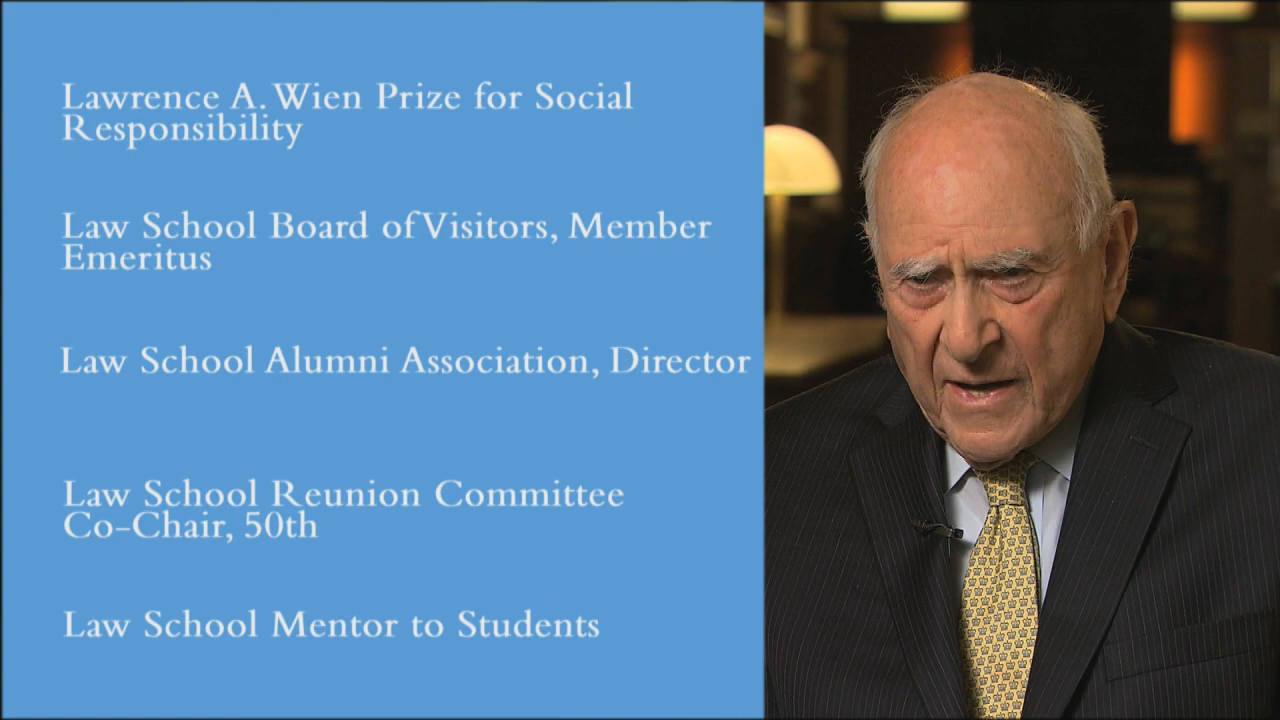 Lawrence A. Wien Prize for Social
Responsibility
Law School Board of Visitors, Member
Emeritus
Law School Alumni Association, Director
Law School Reunion Committee
Co-Chair, 50th
Law School Mentor to Students